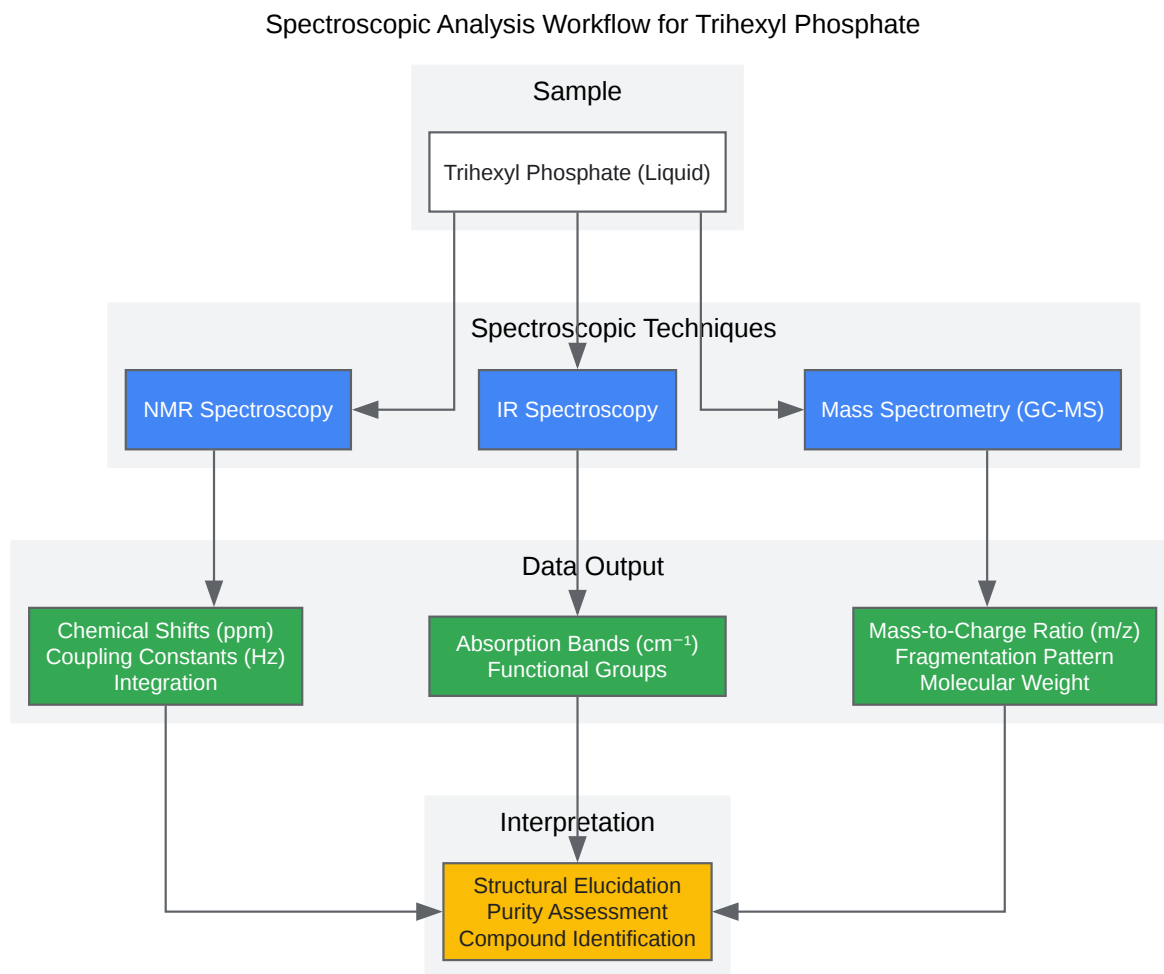 Spectroscopic Analysis Workflow for Trihexyl Phosphate
Sample
Trihexyl Phosphate (Liquid)
Spectroscopic Techniques
NMR Spectroscopy
IR Spectroscopy
Mass Spectrometry (GC-MS)
Data Output
Chemical Shifts (ppm)
Coupling Constants (Hz)
Integration
Absorption Bands (cm⁻¹)
Functional Groups
Mass-to-Charge Ratio (m/z)
Fragmentation Pattern
Molecular Weight
Interpretation
Structural Elucidation
Purity Assessment
Compound Identification